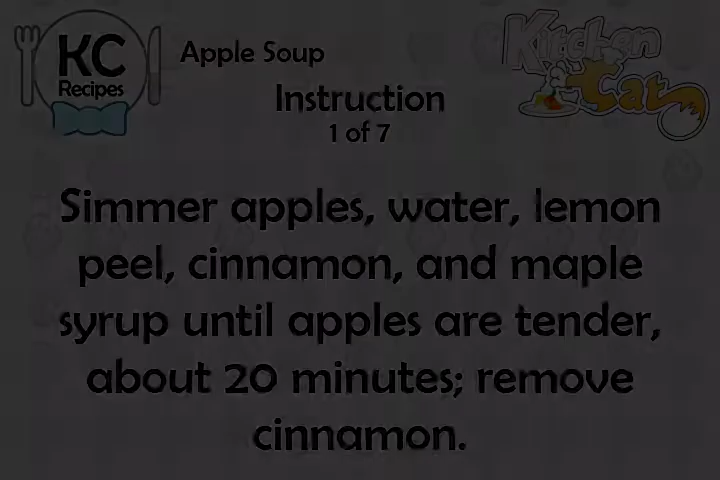 KC
Recipes
Apple Soup
Kitchen
Cat
Instruction
1 of 7
Simmer apples, water, lemon
peel, cinnamon, and maple
syrup until apples are tender,
about 20 minutes; remove
cinnamon.